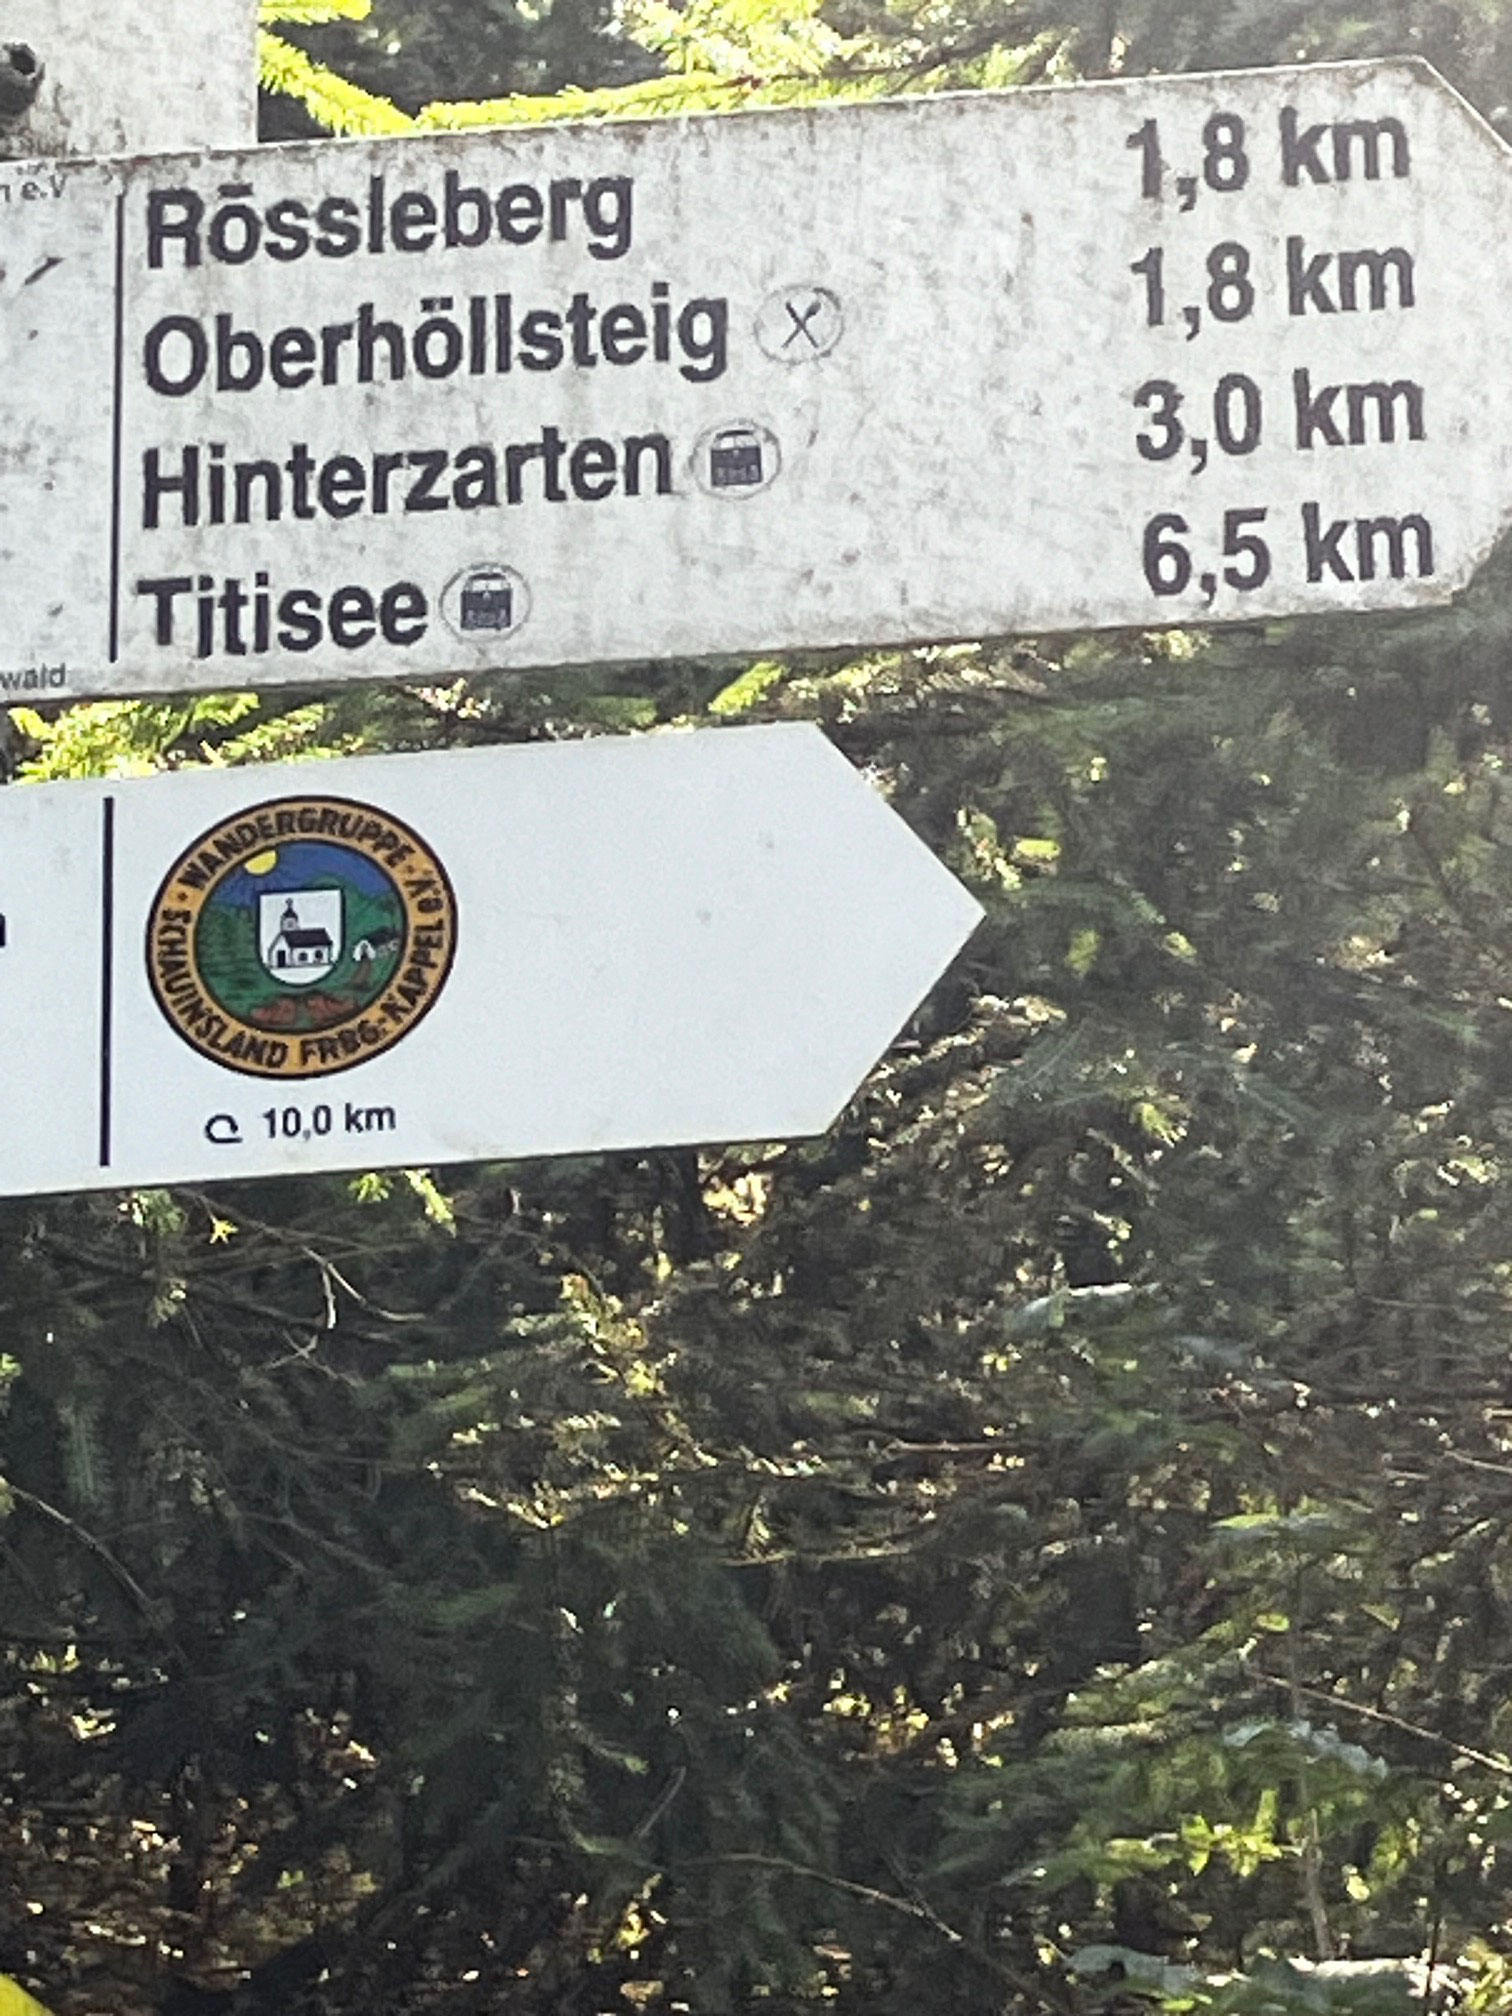 e.V
Rössleberg 1,8 km
Oberhöllsteig 1,8 km
Hinterzarten 3,0 km
Titisee 6,5 km
wald
WANDERGRUPPE · e.V.
SCHAUINSLAND FRBG.-KAPPEL
10,0 km